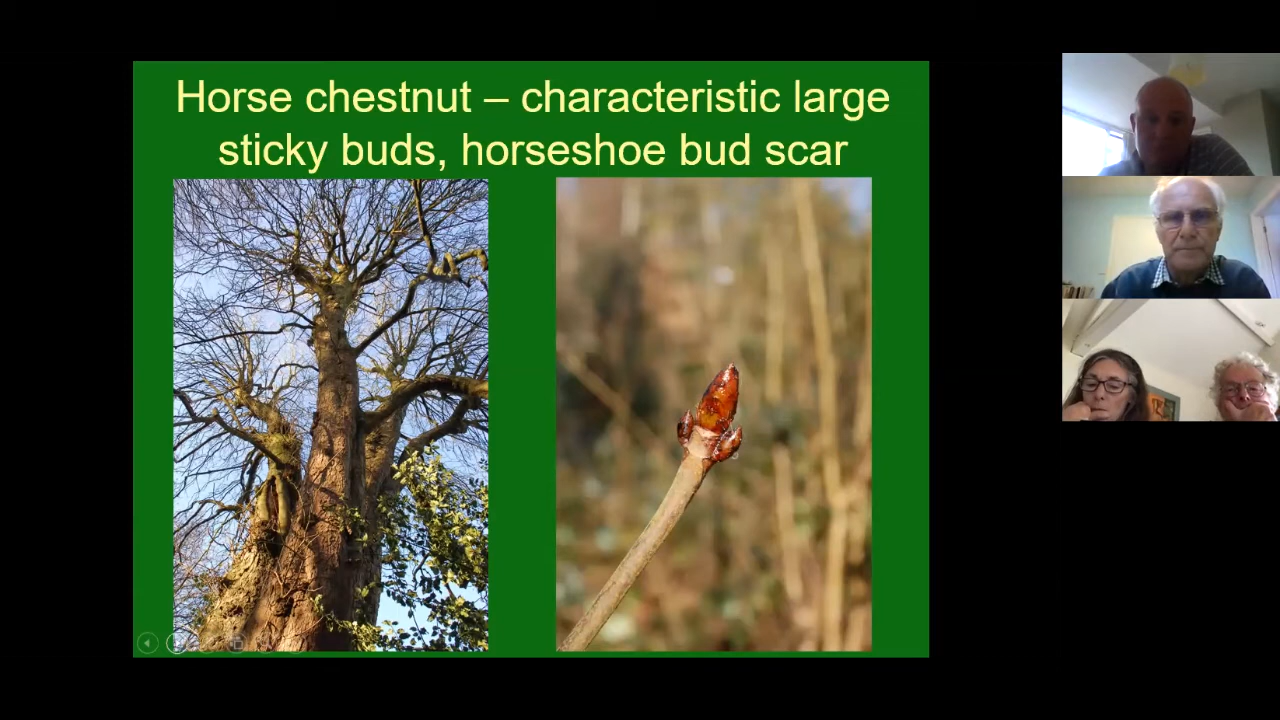 Horse chestnut – characteristic large
sticky buds, horseshoe bud scar